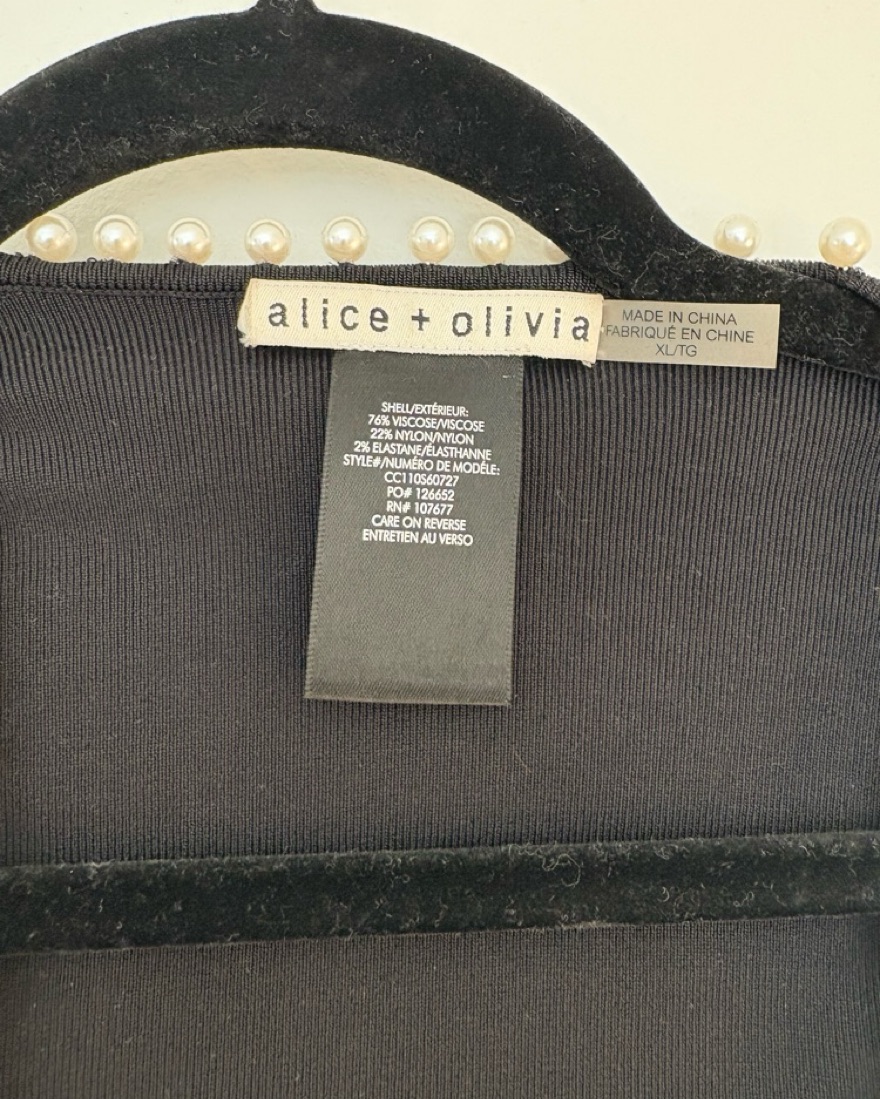 alice + olivia
MADE IN CHINA
FABRIQUÉ EN CHINE
XL/TG
SHELL/EXTÉRIEUR:
76% VISCOSE/VISCOSE
22% NYLON/NYLON
2% ELASTANE/ÉLASTHANNE
STYLE#/NUMÉRO DE MODÈLE:
CC110S60727
PO# 126652
RN# 107677
CARE ON REVERSE
ENTRETIEN AU VERSO